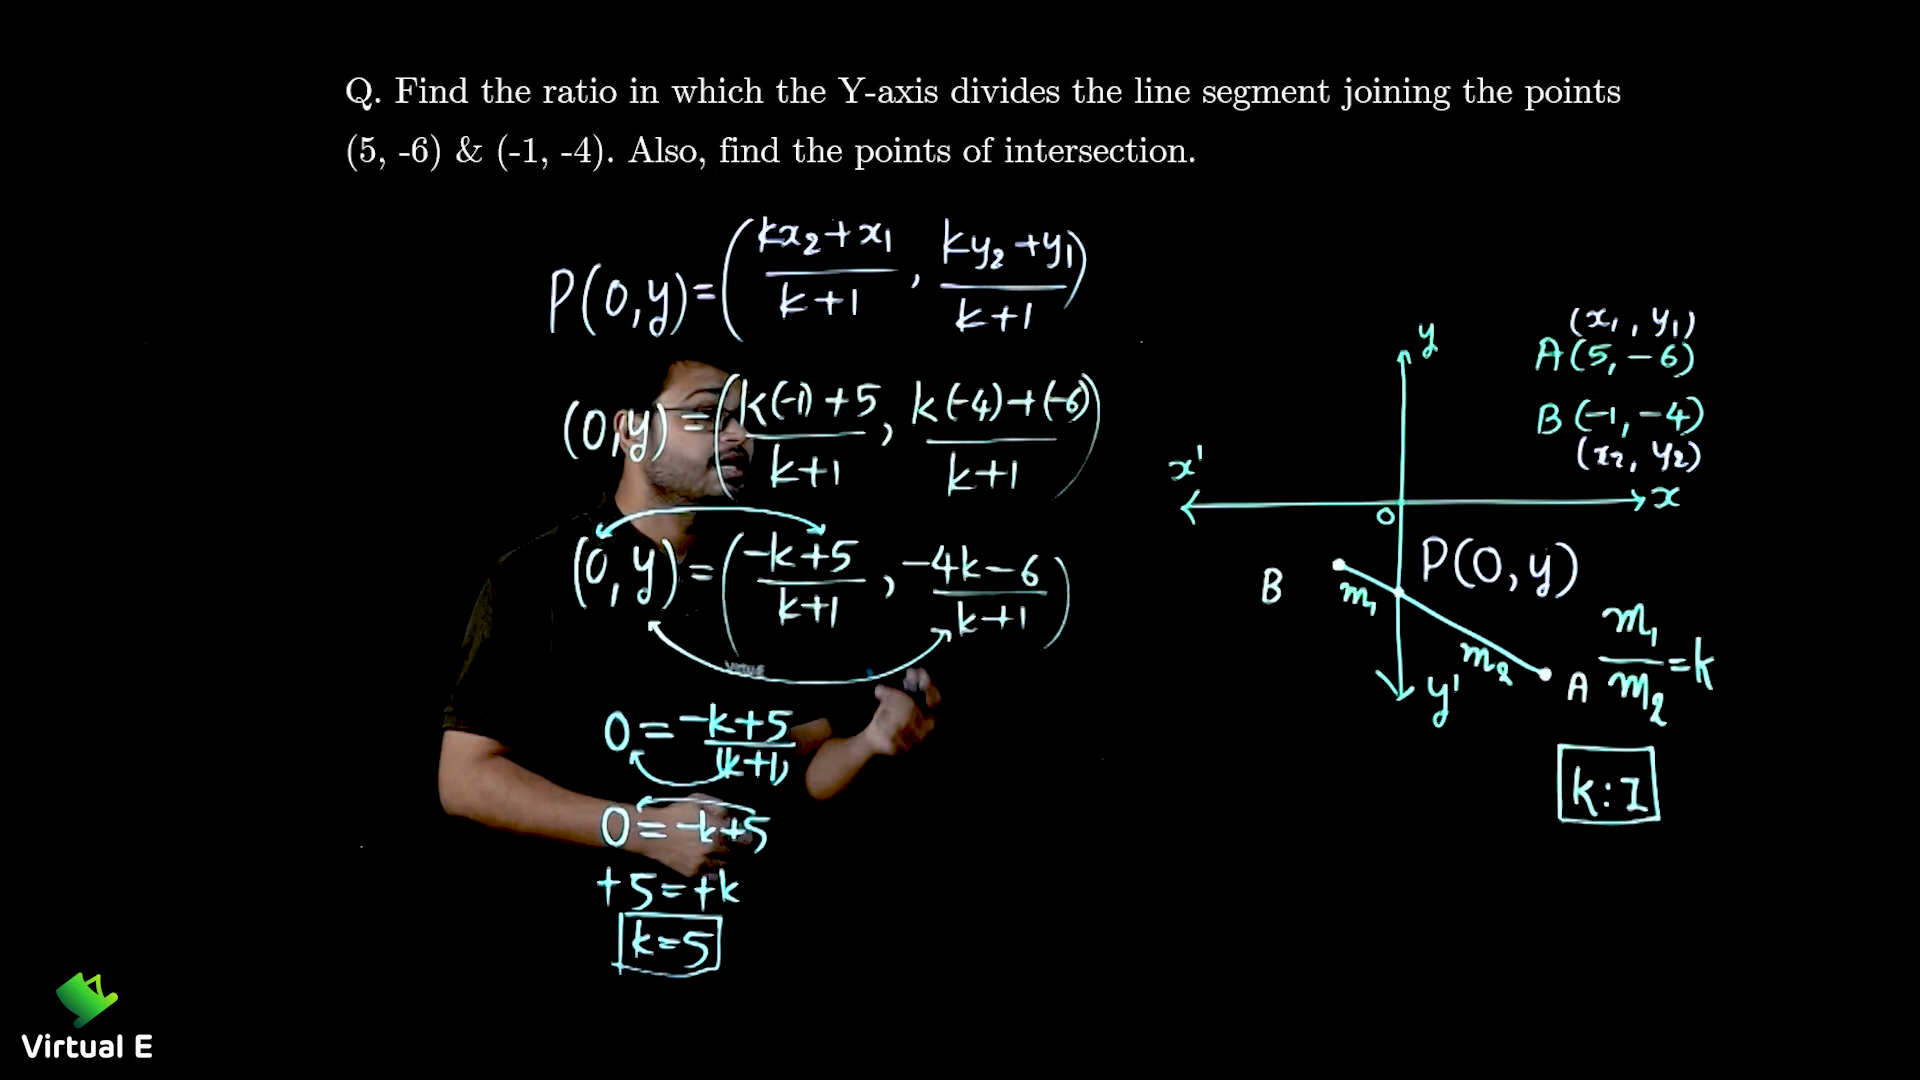 Q. Find the ratio in which the Y-axis divides the line segment joining the points
(5, -6) & (-1, -4). Also, find the points of intersection.
P(0,y)=((kx₂+x₁)/(k+1), (ky₂+y₁)/(k+1))
(0,y)=((k(-1)+5)/(k+1), (k(-4)+(-6))/(k+1))
(0,y)=((-k+5)/(k+1), (-4k-6)/(k+1))
0=(-k+5)/(k+1)
0=-k+5
+5=+k
k=5
(x₁, y₁)
A(5, -6)
B(-1, -4)
(x₂, y₂)
y
x'
x
0
P(0,y)
B
m₁
m₂
A
y'
m₁/m₂=k
k:1
Virtual E